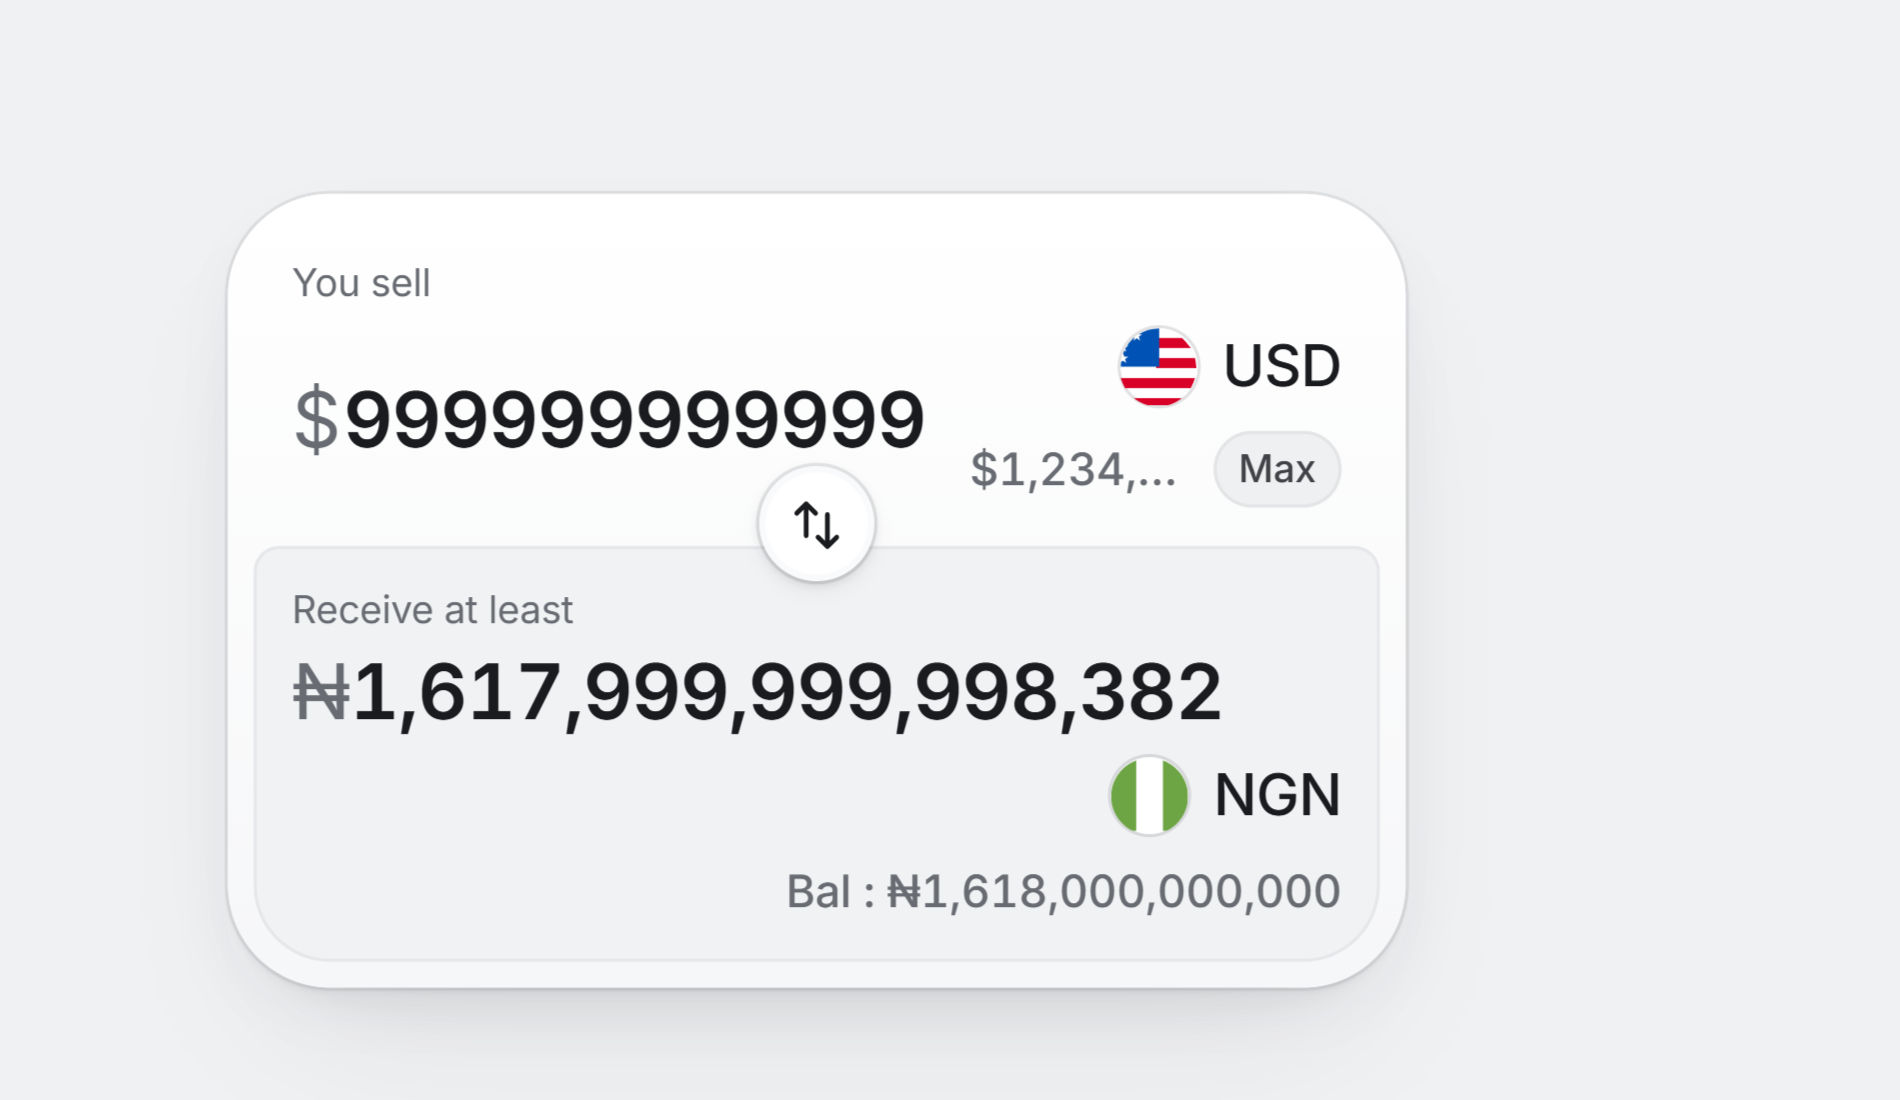 You sell
USD
$999999999999
$1,234,... Max
Receive at least
₦1,617,999,999,998,382
NGN
Bal : ₦1,618,000,000,000